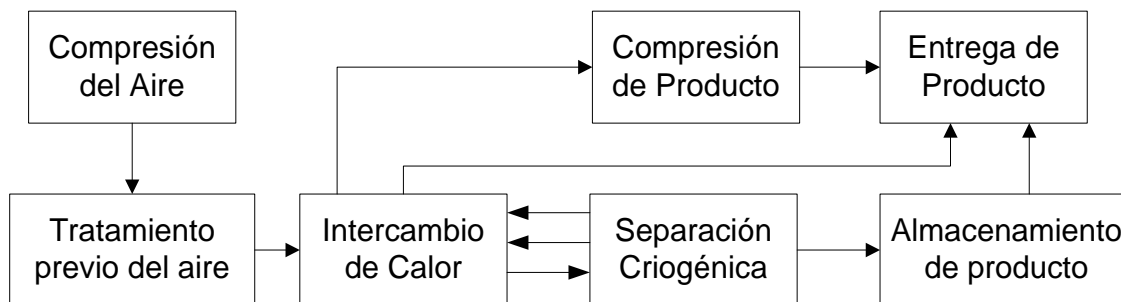 Compresión
del Aire
Compresión
de Producto
Entrega de
Producto
Tratamiento
previo del aire
Intercambio
de Calor
Separación
Criogénica
Almacenamiento
de producto